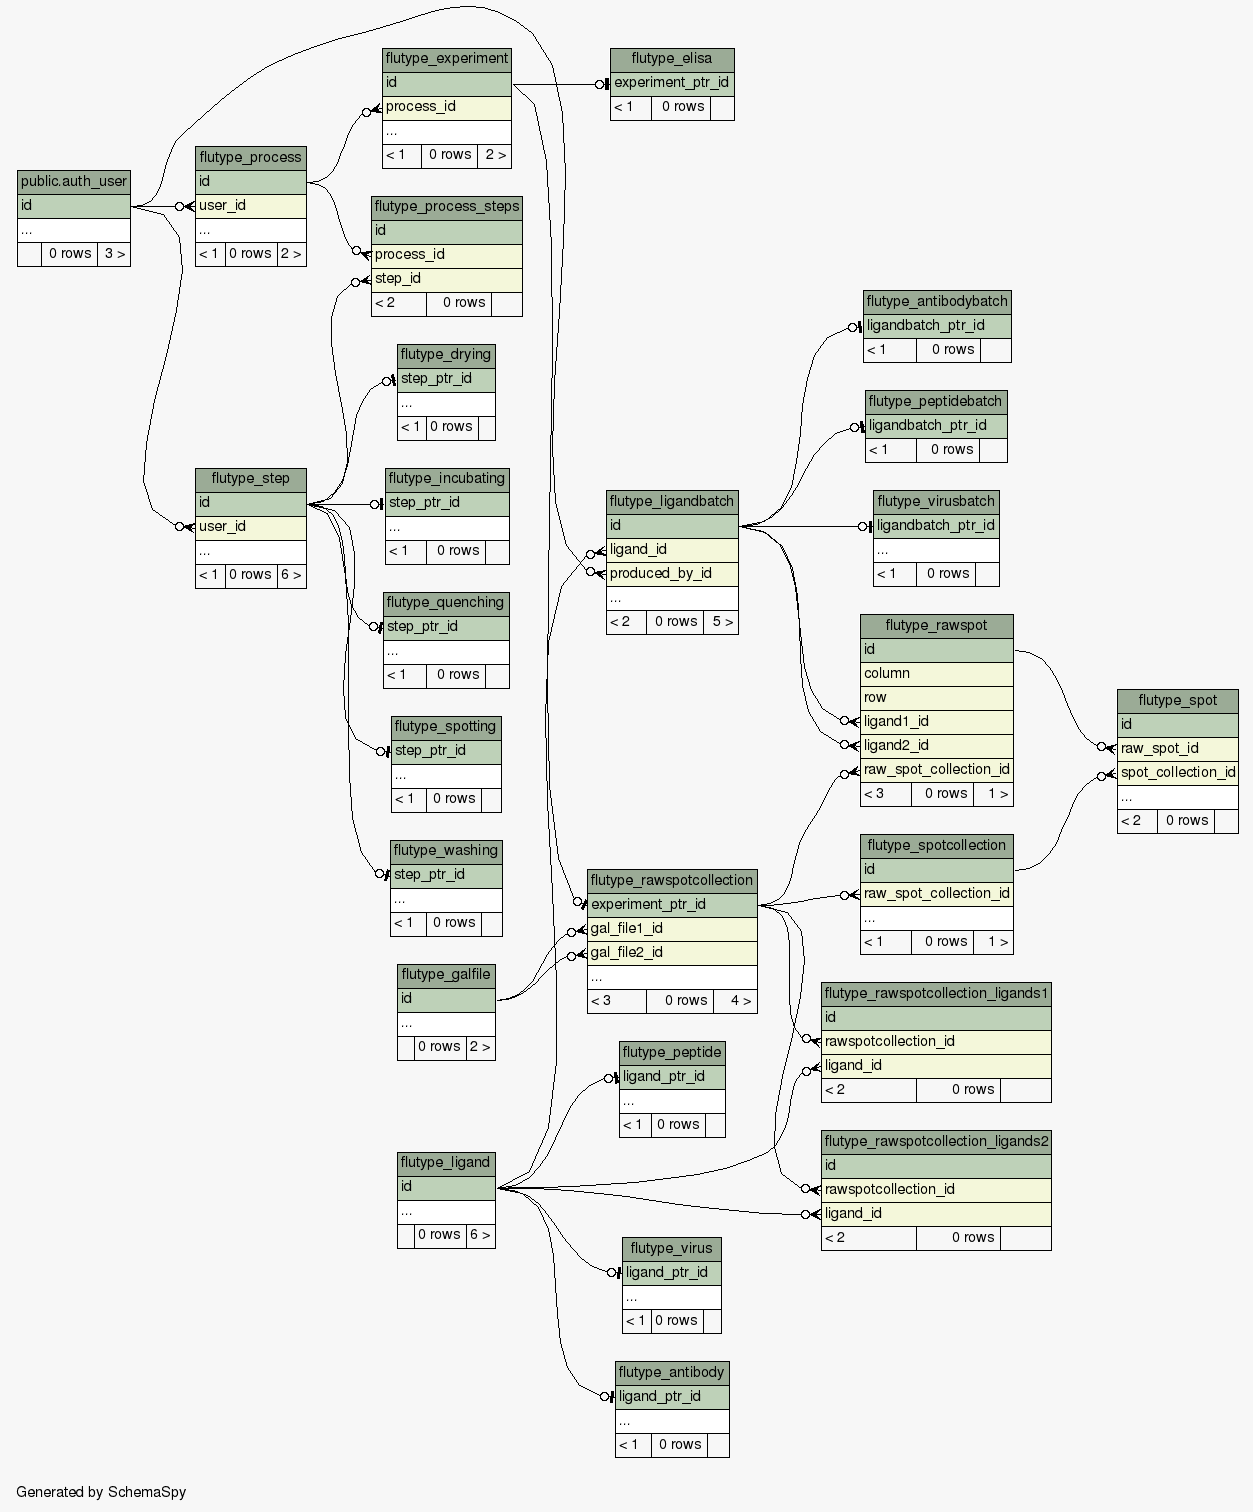 flutype_experiment
id
process_id
...
< 1 0 rows 2 >
flutype_elisa
experiment_ptr_id
< 1 0 rows
flutype_process
id
user_id
...
< 1 0 rows 2 >
public.auth_user
id
...
0 rows 3 >
flutype_process_steps
id
process_id
step_id
< 2 0 rows
flutype_antibodybatch
ligandbatch_ptr_id
< 1 0 rows
flutype_drying
step_ptr_id
...
< 1 0 rows
flutype_peptidebatch
ligandbatch_ptr_id
< 1 0 rows
flutype_step
id
user_id
...
< 1 0 rows 6 >
flutype_incubating
step_ptr_id
...
< 1 0 rows
flutype_ligandbatch
id
ligand_id
produced_by_id
...
< 2 0 rows 5 >
flutype_virusbatch
ligandbatch_ptr_id
...
< 1 0 rows
flutype_quenching
step_ptr_id
...
< 1 0 rows
flutype_rawspot
id
column
row
ligand1_id
ligand2_id
raw_spot_collection_id
< 3 0 rows 1 >
flutype_spot
id
raw_spot_id
spot_collection_id
...
< 2 0 rows
flutype_spotting
step_ptr_id
...
< 1 0 rows
flutype_washing
step_ptr_id
...
< 1 0 rows
flutype_spotcollection
id
raw_spot_collection_id
...
< 1 0 rows 1 >
flutype_rawspotcollection
experiment_ptr_id
gal_file1_id
gal_file2_id
...
< 3 0 rows 4 >
flutype_galfile
id
...
0 rows 2 >
flutype_rawspotcollection_ligands1
id
rawspotcollection_id
ligand_id
< 2 0 rows
flutype_peptide
ligand_ptr_id
...
< 1 0 rows
flutype_rawspotcollection_ligands2
id
rawspotcollection_id
ligand_id
< 2 0 rows
flutype_ligand
id
...
0 rows 6 >
flutype_virus
ligand_ptr_id
...
< 1 0 rows
flutype_antibody
ligand_ptr_id
...
< 1 0 rows
Generated by SchemaSpy